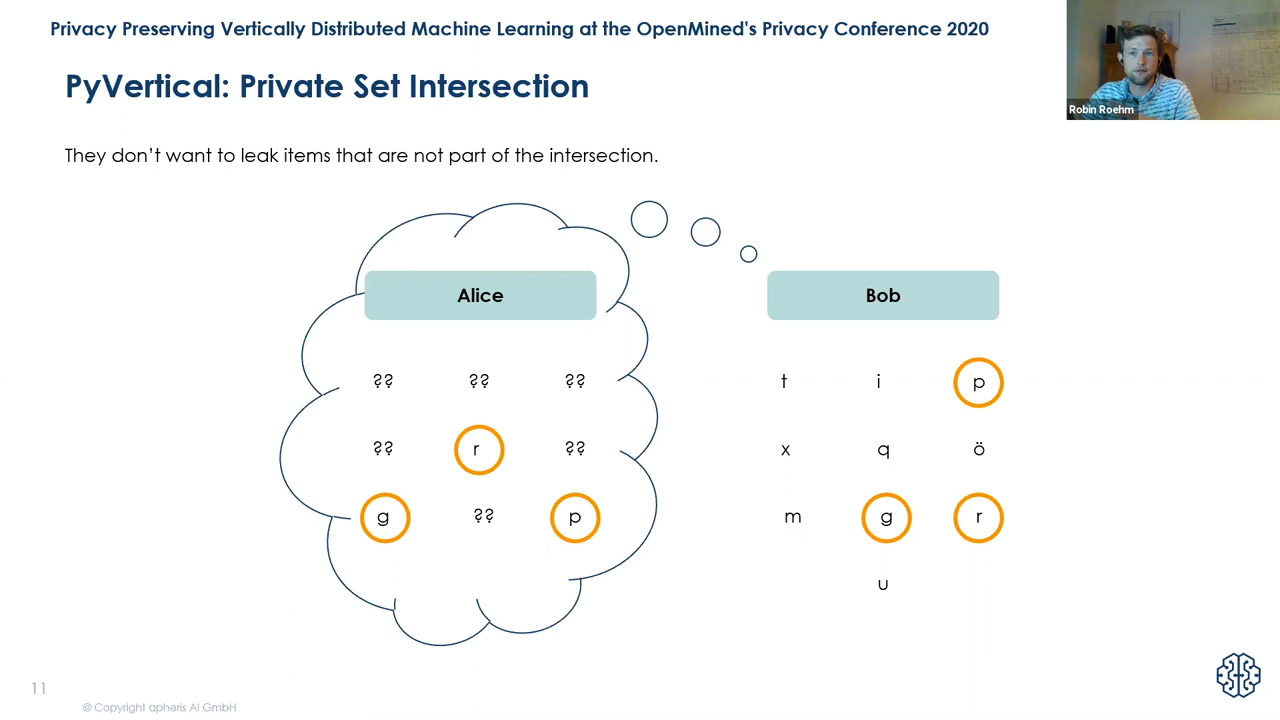 Privacy Preserving Vertically Distributed Machine Learning at the OpenMined's Privacy Conference 2020
PyVertical: Private Set Intersection
Robin Roehm
They don't want to leak items that are not part of the intersection.
Alice
Bob
?? ?? ??
t i p
?? r ??
x q ö
g ?? p
m g r
u
11
© Copyright apheris AI GmbH